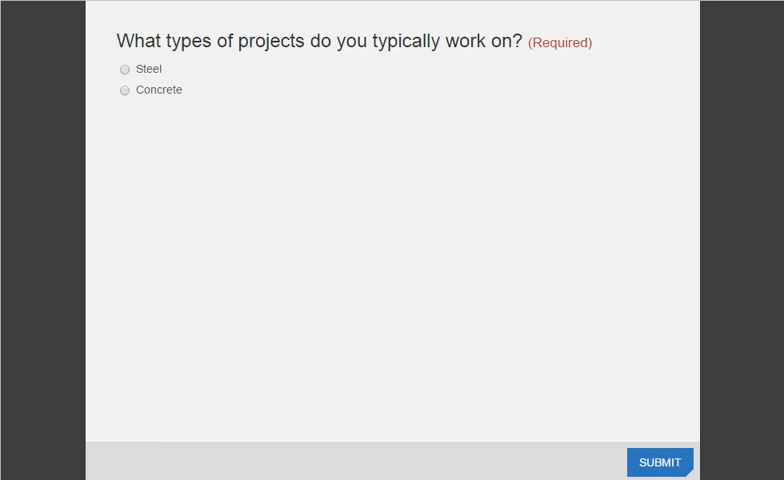 What types of projects do you typically work on? (Required)
Steel
Concrete
SUBMIT